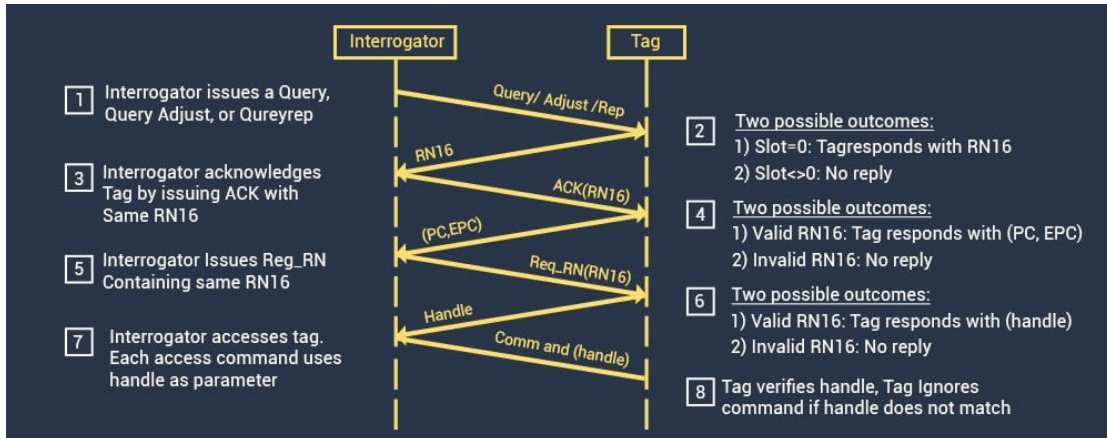 Interrogator
Tag
1
Interrogator issues a Query,
Query Adjust, or Qureyrep
Query/ Adjust /Rep
2
Two possible outcomes:
1) Slot=0: Tagresponds with RN16
2) Slot<>0: No reply
RN16
3
Interrogator acknowledges
Tag by issuing ACK with
Same RN16
ACK(RN16)
4
Two possible outcomes:
1) Valid RN16: Tag responds with (PC, EPC)
2) Invalid RN16: No reply
(PC,EPC)
5
Interrogator Issues Reg_RN
Containing same RN16
Req_RN(RN16)
6
Two possible outcomes:
1) Valid RN16: Tag responds with (handle)
2) Invalid RN16: No reply
Handle
7
Interrogator accesses tag.
Each access command uses
handle as parameter
Comm and (handle)
8
Tag verifies handle, Tag Ignores
command if handle does not match